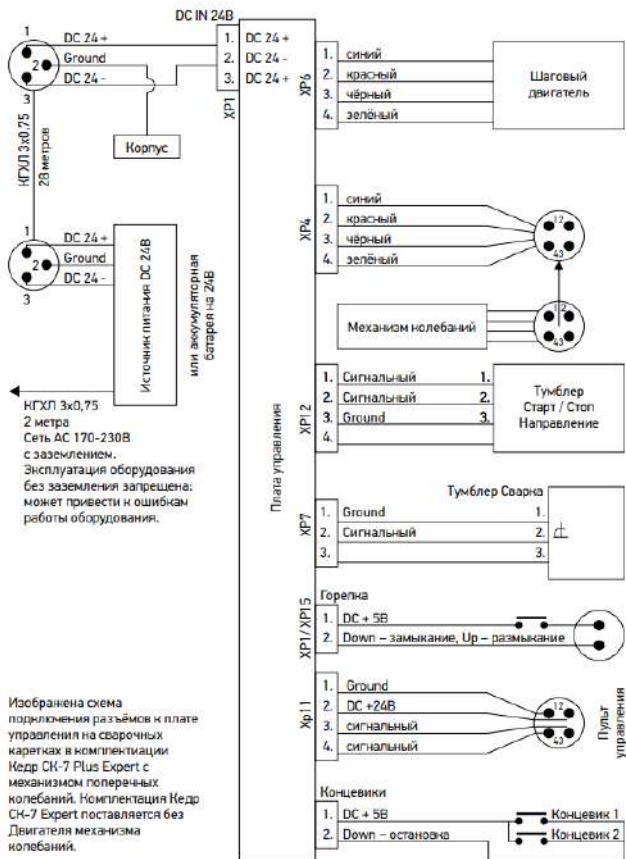 DC IN 24В
1
2
3
DC 24 +
Ground
DC 24 -
1. DC 24 +
2. DC 24 -
3. DC 24 +
XP1
Корпус
КГХЛ 3x0,75
28 метров
1
2
3
DC 24 +
Ground
DC 24 -
Источник питания DC 24В
или аккумуляторная
батарея на 24В
КГХЛ 3x0,75
2 метра
Сеть AC 170-230В
с заземлением.
Эксплуатация оборудования
без заземления запрещена:
может привести к ошибкам
работы оборудования.
Плата управления
XP6
1. синий
2. красный
3. чёрный
4. зелёный
Шаговый
двигатель
XP4
1. синий
2. красный
3. чёрный
4. зелёный
12
43
Механизм колебаний
12
43
XP12
1. Сигнальный 1.
2. Сигнальный 2.
3. Ground 3.
4.
Тумблер
Старт / Стоп
Направление
Тумблер Сварка
XP7
1. Ground 1.
2. Сигнальный 2.
3. 3.
Горелка
XP1/XP15
1. DC + 5В
2. Down – замыкание, Up – размыкание
Xp11
1. Ground
2. DC +24В
3. сигнальный
4. сигнальный
12
43
Пульт
управления
Концевики
1. DC + 5В
2. Down – остановка
Концевик 1
Концевик 2
Изображена схема
подключения разъёмов к плате
управления на сварочных
каретках в комплектиации
Кедр СК-7 Plus Expert с
механизмом поперечных
колебаний. Комплектация Кедр
СК-7 Expert поставляется без
Двигателя механизма
колебаний.